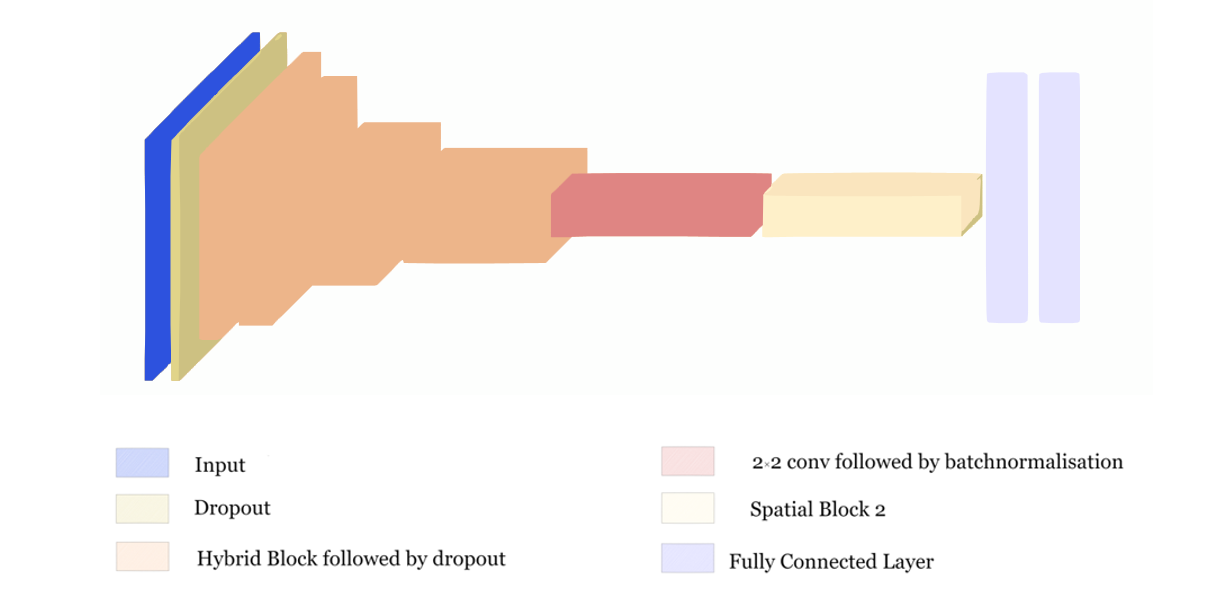 Input
Dropout
Hybrid Block followed by dropout
2×2 conv followed by batchnormalisation
Spatial Block 2
Fully Connected Layer